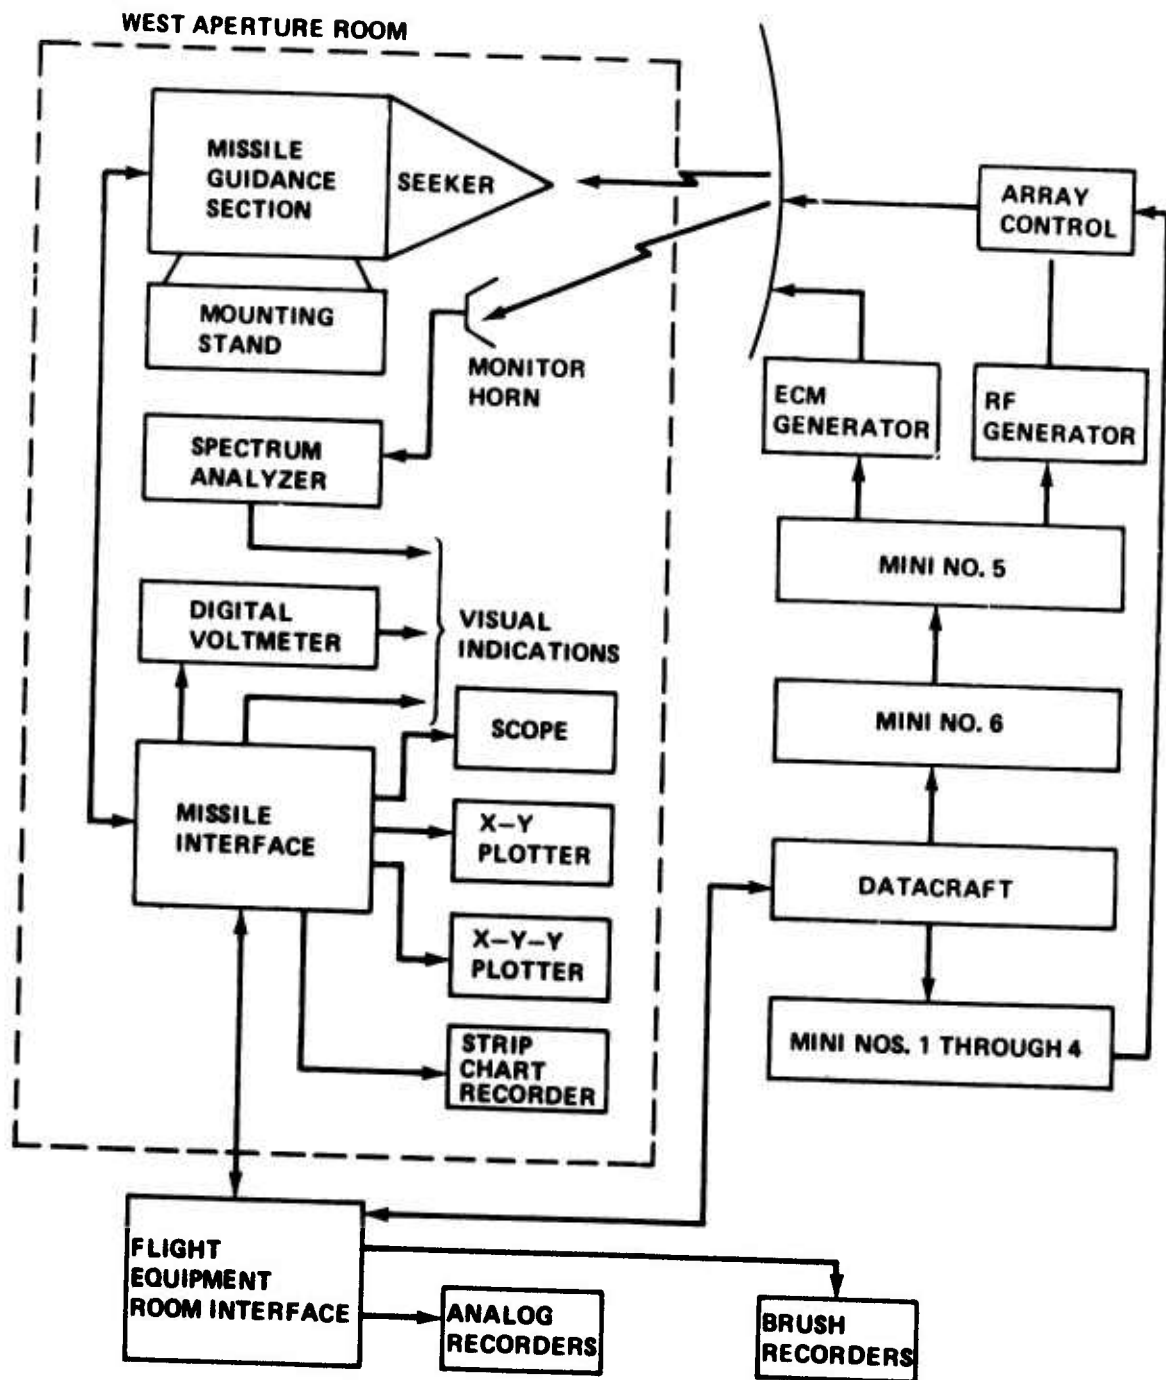 WEST APERTURE ROOM
MISSILE
GUIDANCE
SECTION
SEEKER
ARRAY
CONTROL
MOUNTING
STAND
MONITOR
HORN
ECM
GENERATOR
RF
GENERATOR
SPECTRUM
ANALYZER
MINI NO. 5
DIGITAL
VOLTMETER
VISUAL
INDICATIONS
MINI NO. 6
SCOPE
MISSILE
INTERFACE
X-Y
PLOTTER
DATACRAFT
X-Y-Y
PLOTTER
STRIP
CHART
RECORDER
MINI NOS. 1 THROUGH 4
FLIGHT
EQUIPMENT
ROOM INTERFACE
ANALOG
RECORDERS
BRUSH
RECORDERS